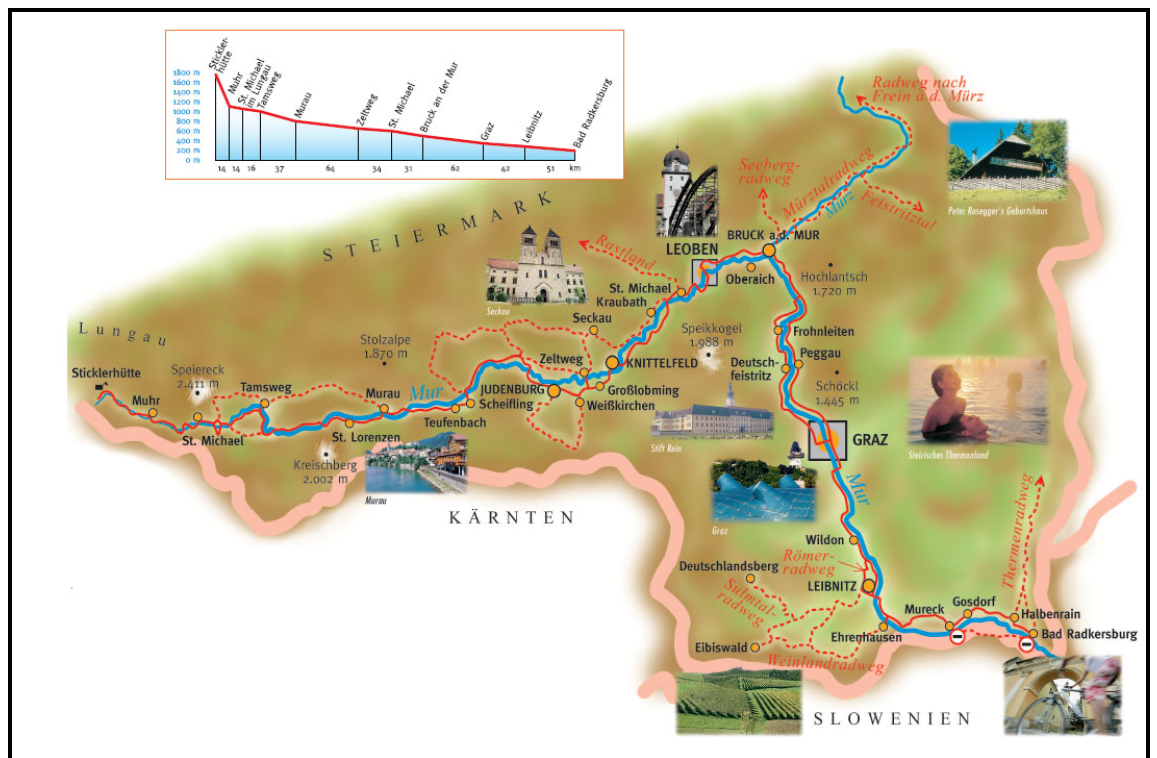 Stickler-
hütte
Muhr
St. Michael
im Lungau
Tamsweg
Murau
Zeltweg
St. Michael
Bruck an der Mur
Graz
Leibnitz
Bad Radkersburg
1800 m
1600 m
1400 m
1200 m
1000 m
800 m
600 m
400 m
200 m
0 m
14 14 16 37 64 34 31 62 42 51 km
Radweg nach
Frein a.d. Mürz
Seeberg-
radweg
Mürztalradweg
Mürz
Feistritztal
Peter Rosegger's Geburtshaus
STEIERMARK
LEOBEN
BRUCK a.d. MUR
Rastland
Oberaich
Hochlantsch
1.720 m
St. Michael
Kraubath
Seckau
Seckau
Lungau
Stolzalpe
1.870 m
Speikkogel
1.988 m
Frohnleiten
Peggau
Deutsch-
feistritz
Zeltweg
KNITTELFELD
Sticklerhütte
Speiereck
2.411 m
Tamsweg
Murau
Mur
JUDENBURG
Großlobming
Schöckl
1.445 m
Muhr
Scheifling
Weißkirchen
St. Michael
St. Lorenzen
Teufenbach
GRAZ
Stift Rein
Steirisches Thermenland
Kreischberg
2.002 m
Murau
KÄRNTEN
Graz
Mur
Wildon
Römer-
radweg
Thermenradweg
Deutschlandsberg
LEIBNITZ
Sulmtal-
radweg
Mureck
Gosdorf
Halbenrain
Ehrenhausen
Bad Radkersburg
Eibiswald
Weinlandradweg
SLOWENIEN